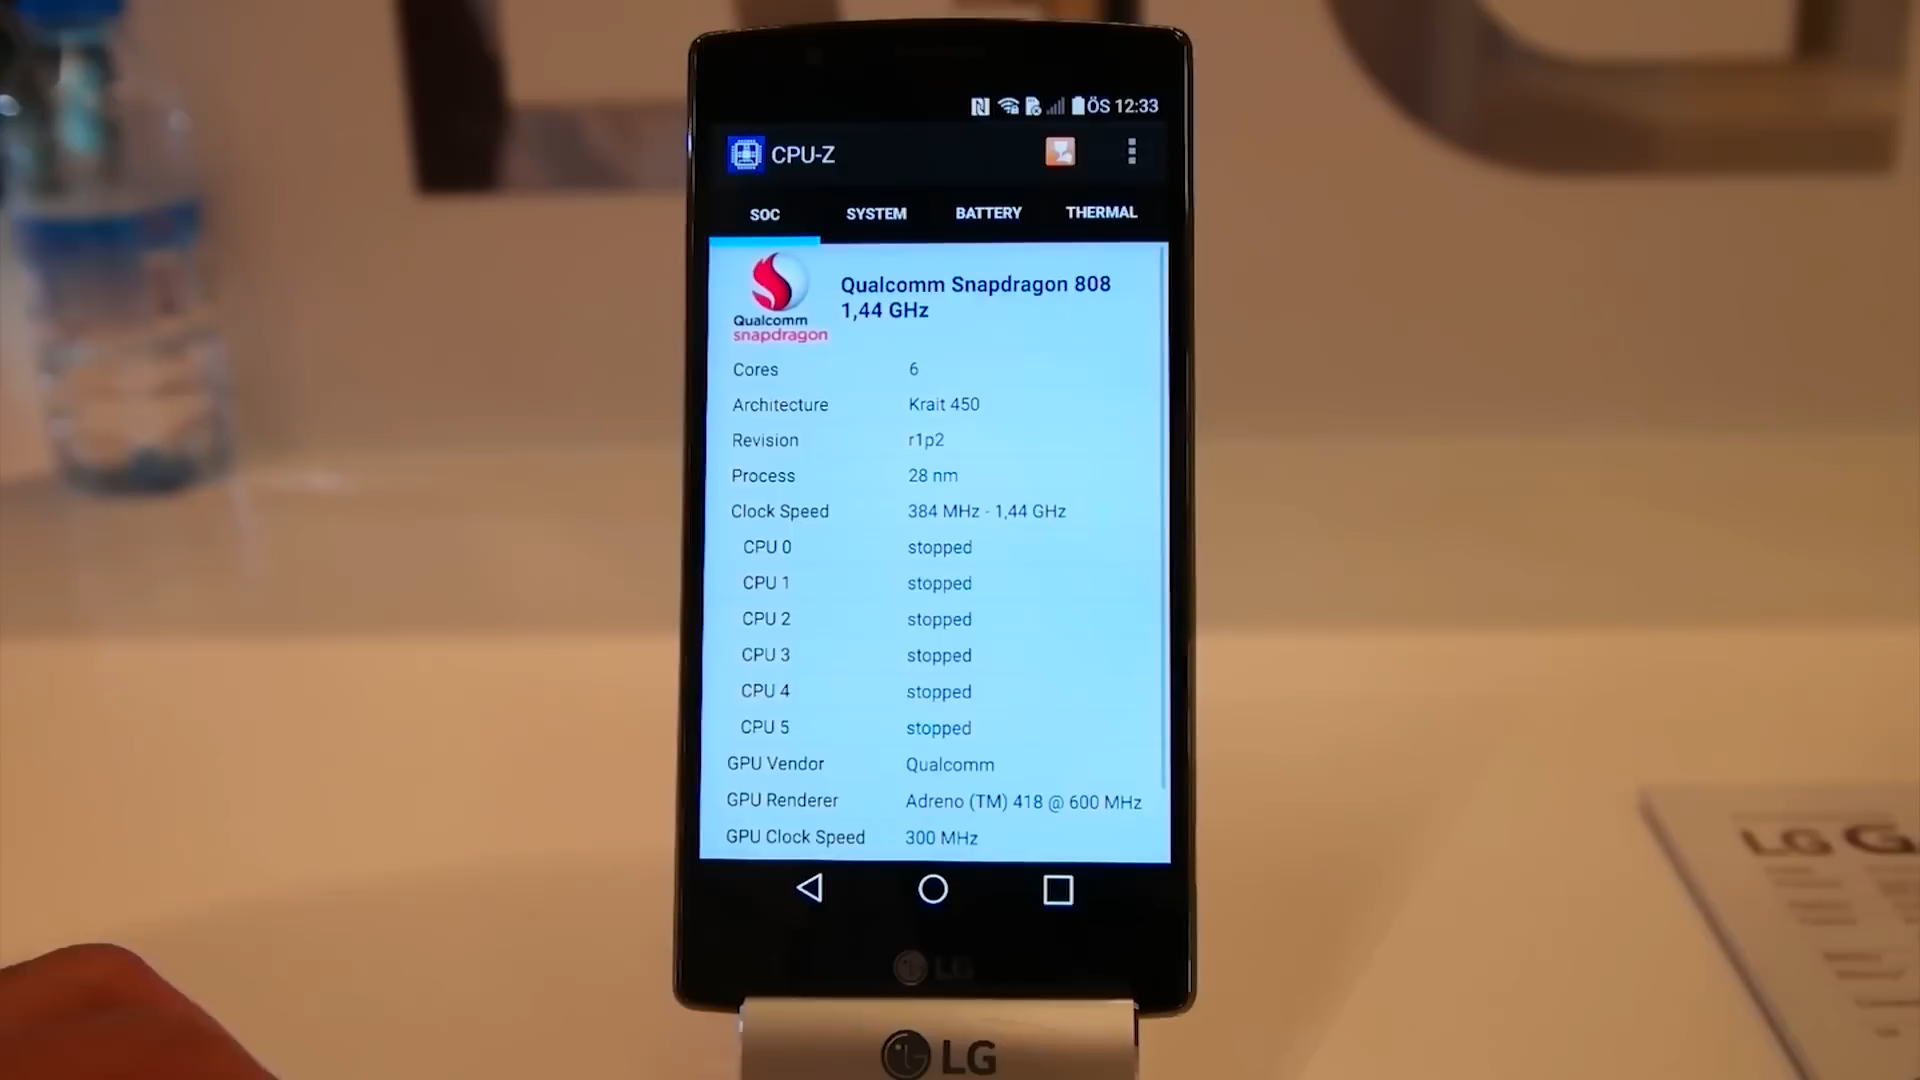 ÖS 12:33
CPU-Z
SOC SYSTEM BATTERY THERMAL
Qualcomm Snapdragon 808
1,44 GHz
Qualcomm
snapdragon
Cores 6
Architecture Krait 450
Revision r1p2
Process 28 nm
Clock Speed 384 MHz - 1,44 GHz
CPU 0 stopped
CPU 1 stopped
CPU 2 stopped
CPU 3 stopped
CPU 4 stopped
CPU 5 stopped
GPU Vendor Qualcomm
GPU Renderer Adreno (TM) 418 @ 600 MHz
GPU Clock Speed 300 MHz
LG
LG
LG G